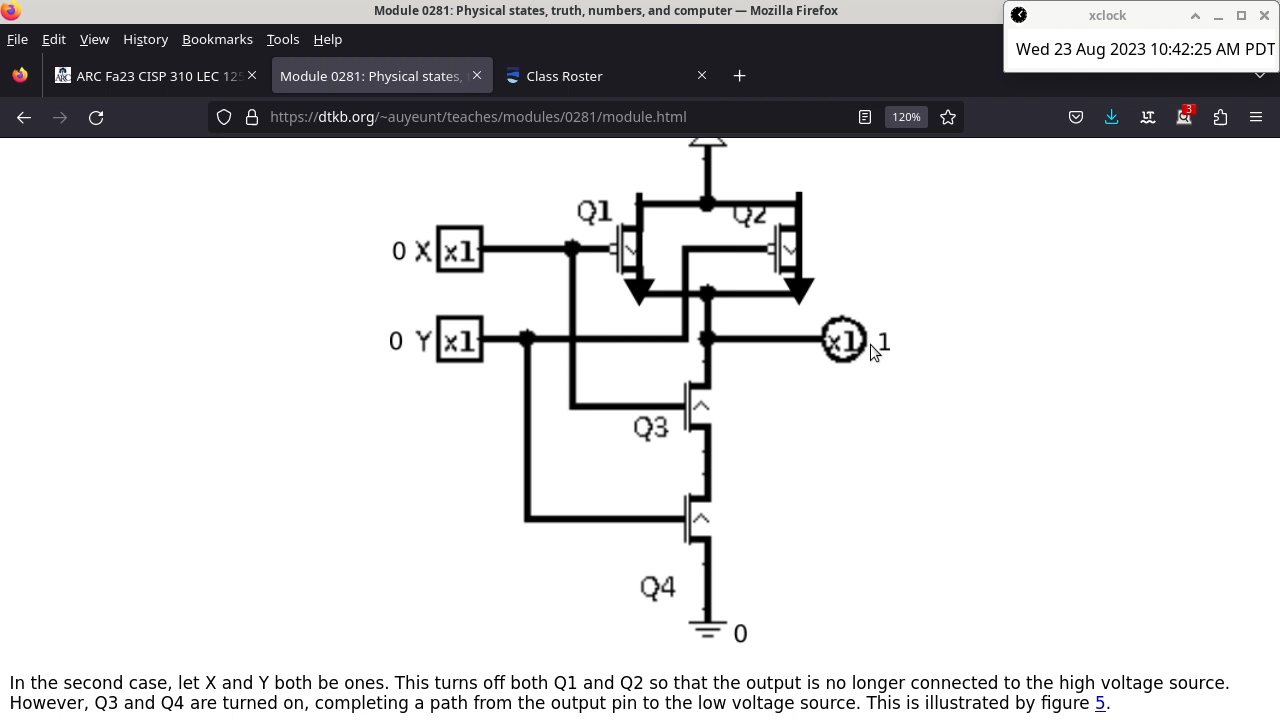 Module 0281: Physical states, truth, numbers, and computer — Mozilla Firefox
xclock
File Edit View History Bookmarks Tools Help
Wed 23 Aug 2023 10:42:25 AM PDT
ARC Fa23 CISP 310 LEC 125
Module 0281: Physical states,
Class Roster
https://dtkb.org/~auyeunt/teaches/modules/0281/module.html
120%
3
Q1
Q2
0 X x1
0 Y x1
x1 1
Q3
Q4
0
In the second case, let X and Y both be ones. This turns off both Q1 and Q2 so that the output is no longer connected to the high voltage source.
However, Q3 and Q4 are turned on, completing a path from the output pin to the low voltage source. This is illustrated by figure 5.